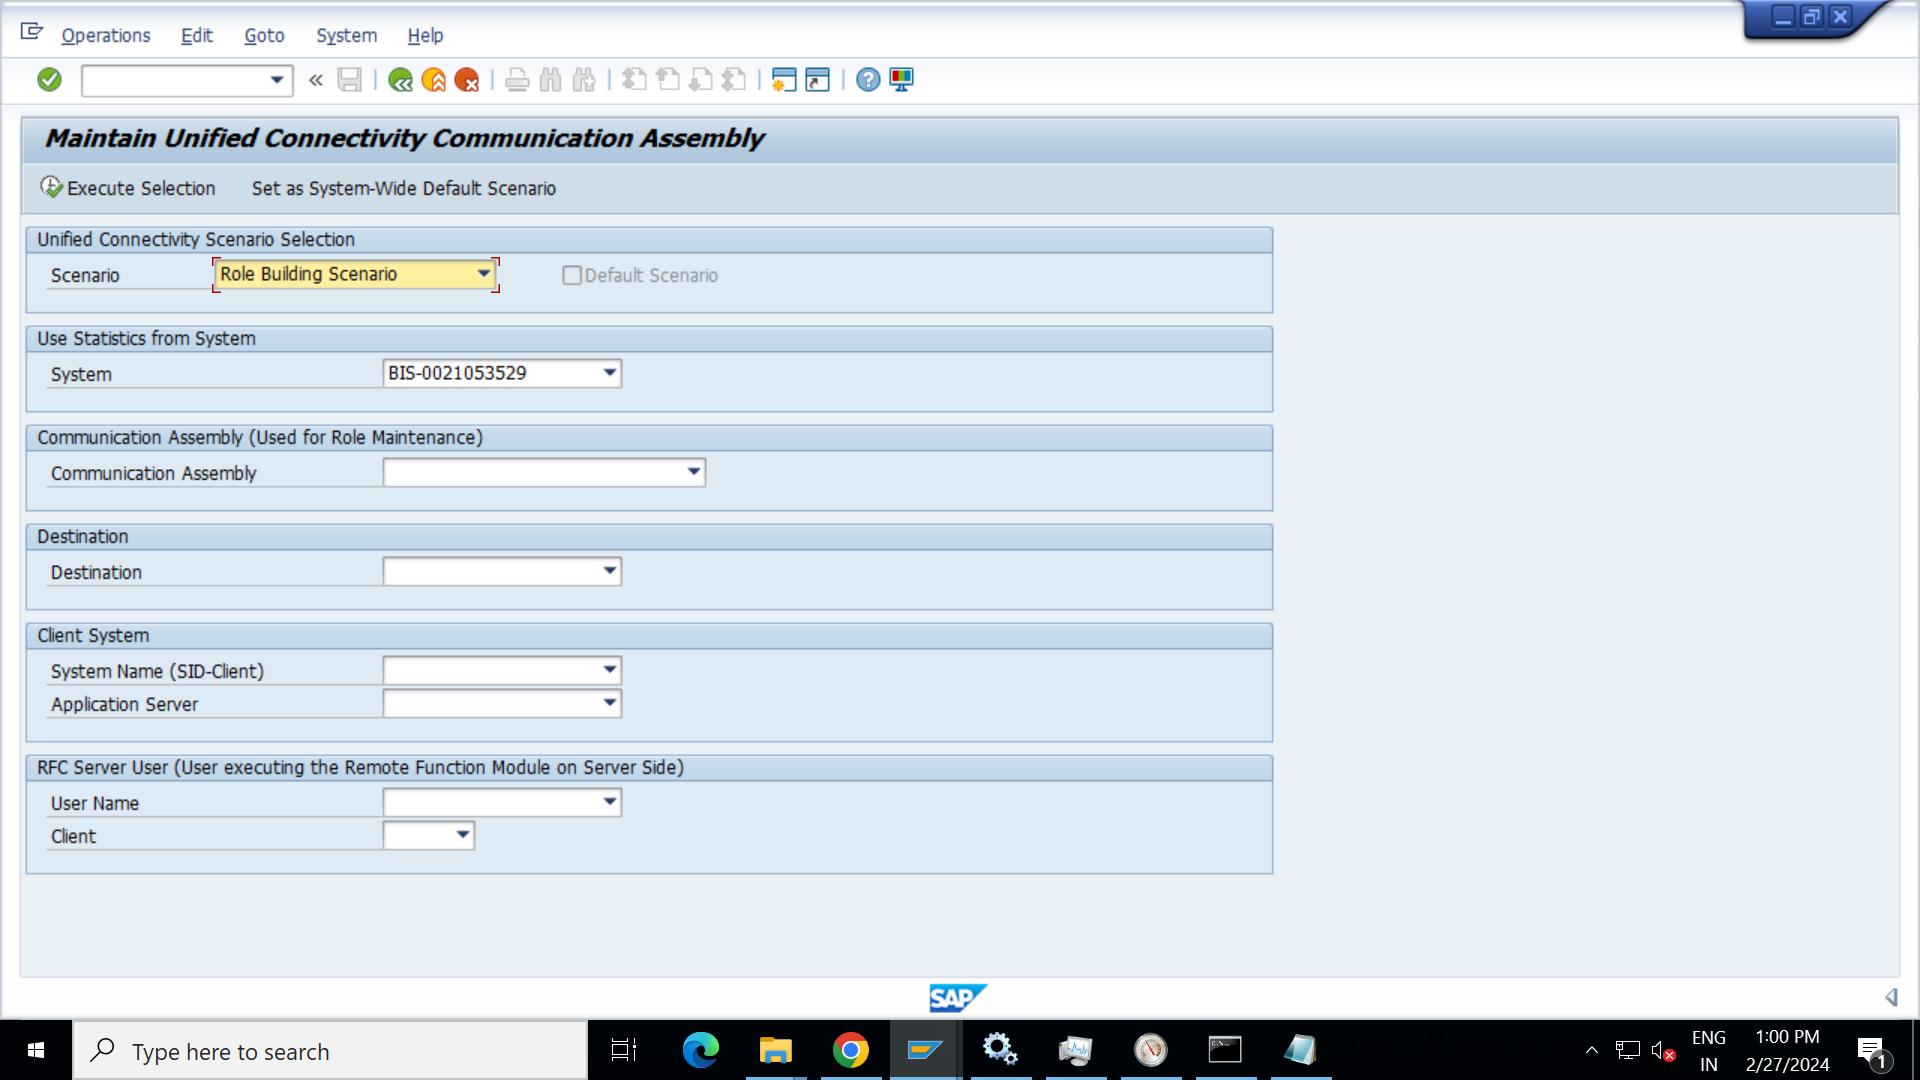 Operations Edit Goto System Help
Maintain Unified Connectivity Communication Assembly
Execute Selection Set as System-Wide Default Scenario
Unified Connectivity Scenario Selection
Scenario Role Building Scenario Default Scenario
Use Statistics from System
System BIS-0021053529
Communication Assembly (Used for Role Maintenance)
Communication Assembly
Destination
Destination
Client System
System Name (SID-Client)
Application Server
RFC Server User (User executing the Remote Function Module on Server Side)
User Name
Client
SAP
Type here to search
ENG
IN
1:00 PM
2/27/2024
1